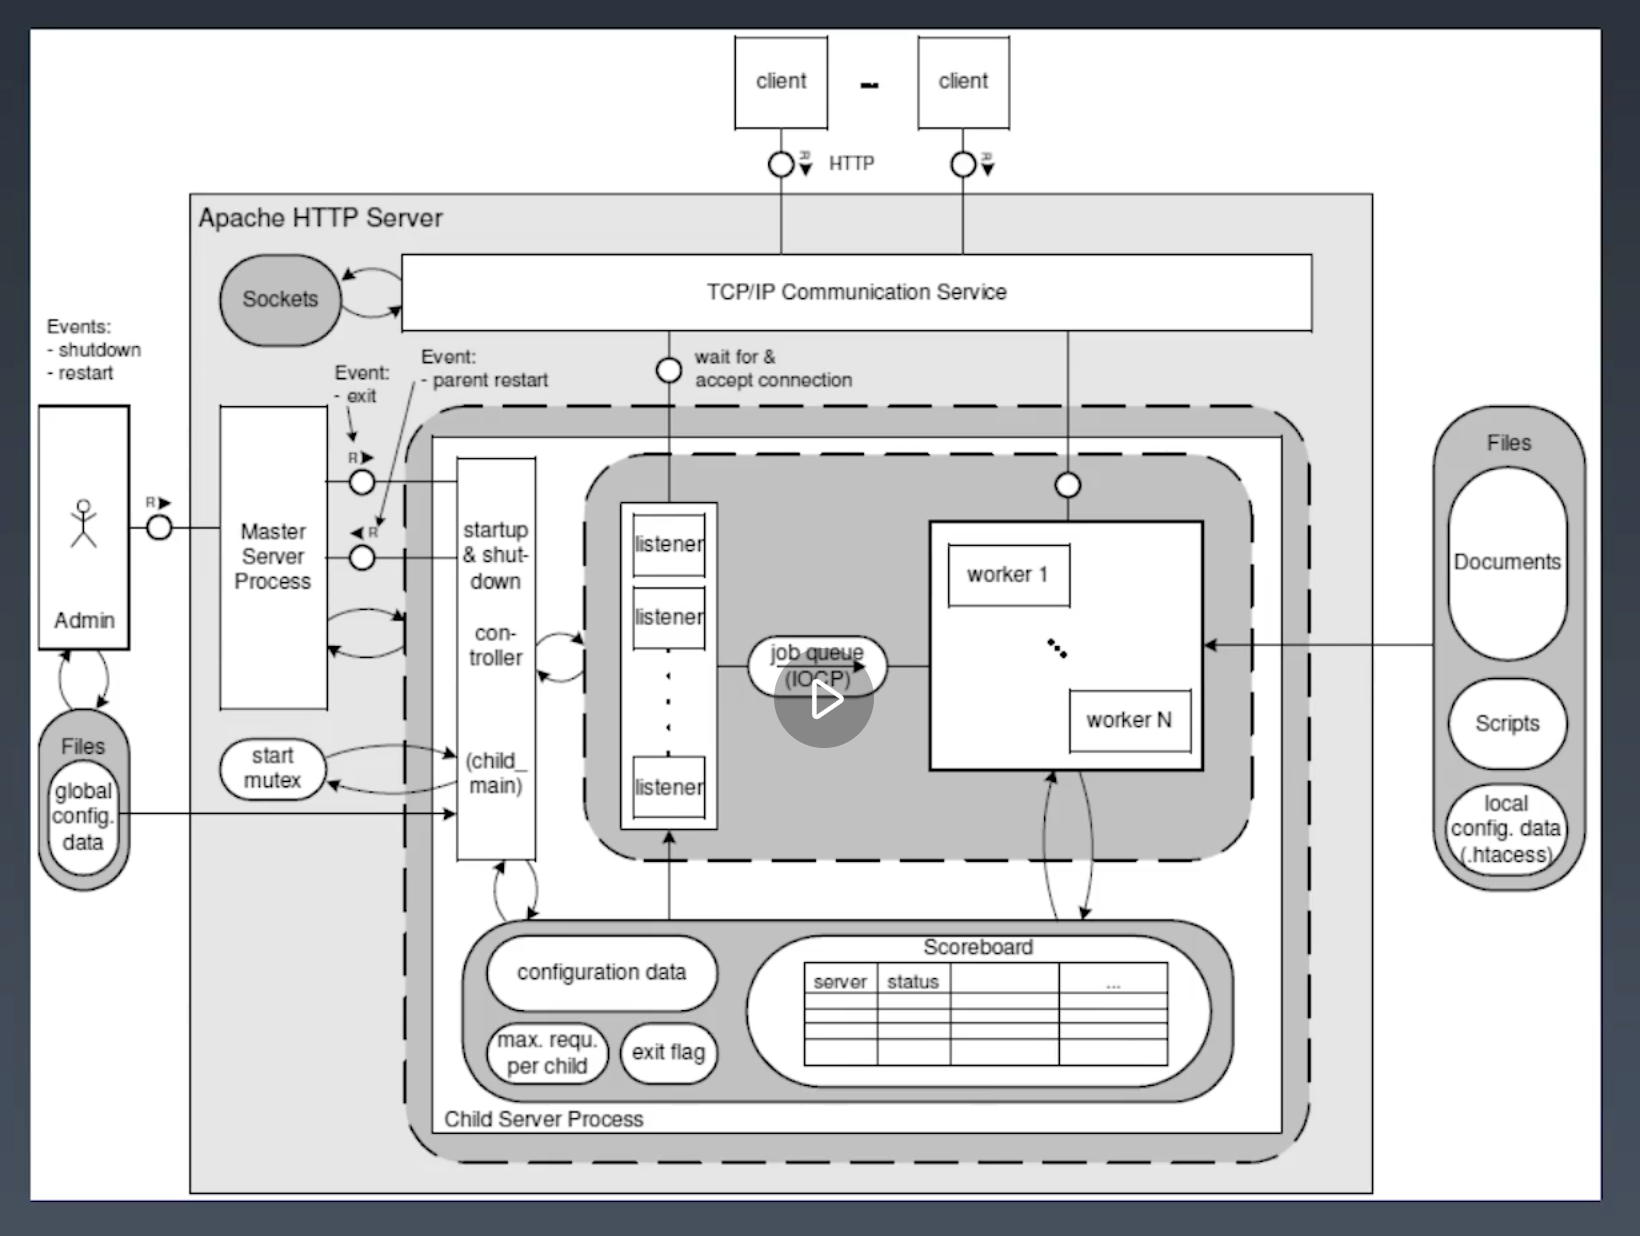 client
client
R
HTTP
R
Apache HTTP Server
Sockets
TCP/IP Communication Service
Events:
- shutdown
- restart
Event:
- exit
Event:
- parent restart
wait for &
accept connection
R
R
R
Admin
Master
Server
Process
startup
& shut-
down
con-
troller
(child_
main)
listener
listener
listener
job queue
(IOCP)
worker 1
worker N
Files
Documents
Scripts
local
config. data
(.htacess)
Files
global
config.
data
start
mutex
configuration data
max. requ.
per child
exit flag
Scoreboard
server status ...
Child Server Process